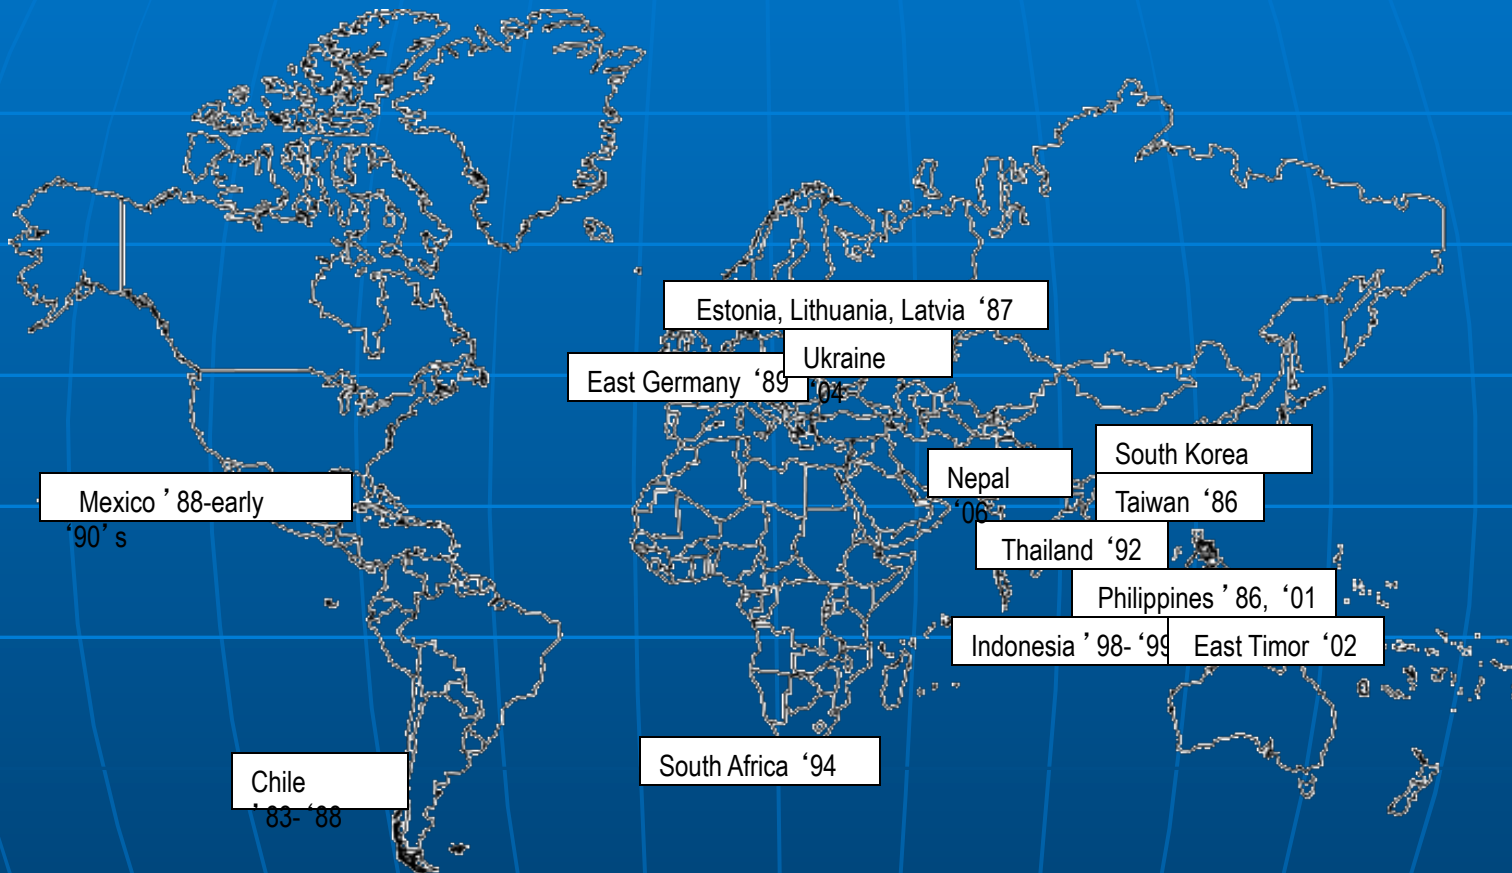 Estonia, Lithuania, Latvia ‘87
Ukraine
‘04
East Germany ‘89
South Korea
Nepal
‘06
Taiwan ‘86
Mexico ’ 88-early
‘90’ s
Thailand ‘92
Philippines ’ 86, ‘01
Indonesia ’ 98- ‘99
East Timor ‘02
South Africa ‘94
Chile
’ 83- ‘88